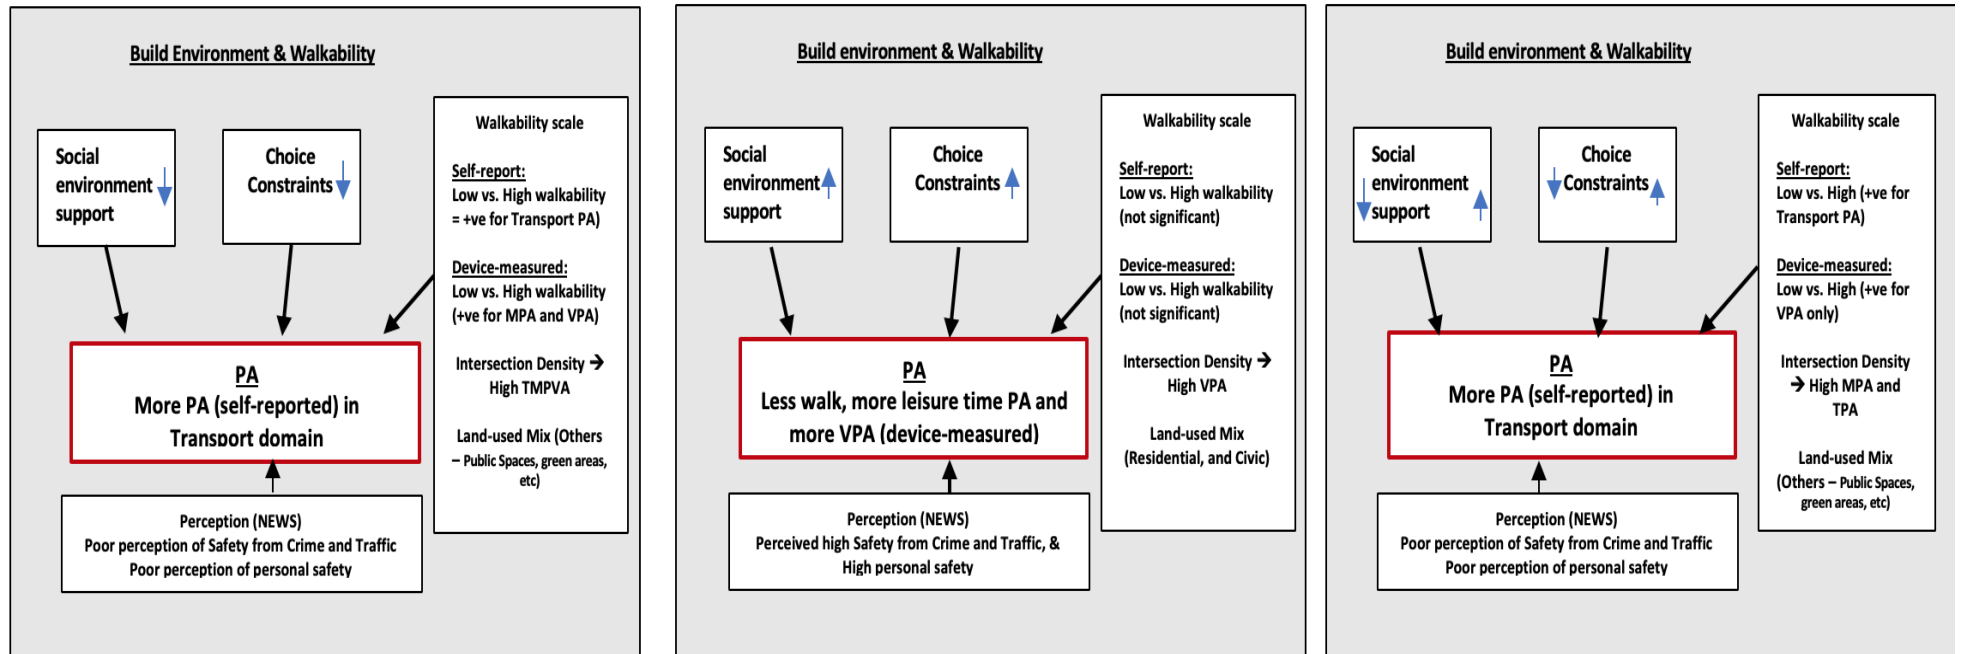 Build Environment & Walkability
Social
environment
support
Choice
Constraints
Walkability scale
Self-report:
Low vs. High walkability
= +ve for Transport PA)
Device-measured:
Low vs. High walkability
(+ve for MPA and VPA)
Intersection Density ➔
High TMPVA
Land-used Mix (Others
– Public Spaces, green areas,
etc)
PA
More PA (self-reported) in
Transport domain
Perception (NEWS)
Poor perception of Safety from Crime and Traffic
Poor perception of personal safety
Build environment & Walkability
Social
environment
support
Choice
Constraints
Walkability scale
Self-report:
Low vs. High walkability
(not significant)
Device-measured:
Low vs. High walkability
(not significant)
Intersection Density ➔
High VPA
Land-used Mix
(Residential, and Civic)
PA
Less walk, more leisure time PA and
more VPA (device-measured)
Perception (NEWS)
Perceived high Safety from Crime and Traffic, &
High personal safety
Build environment & Walkability
Social
environment
support
Choice
Constraints
Walkability scale
Self-report:
Low vs. High (+ve for
Transport PA)
Device-measured:
Low vs. High (+ve for
VPA only)
Intersection Density
➔ High MPA and
TPA
Land-used Mix
(Others – Public Spaces,
green areas, etc)
PA
More PA (self-reported) in
Transport domain
Perception (NEWS)
Poor perception of Safety from Crime and Traffic
Poor perception of personal safety